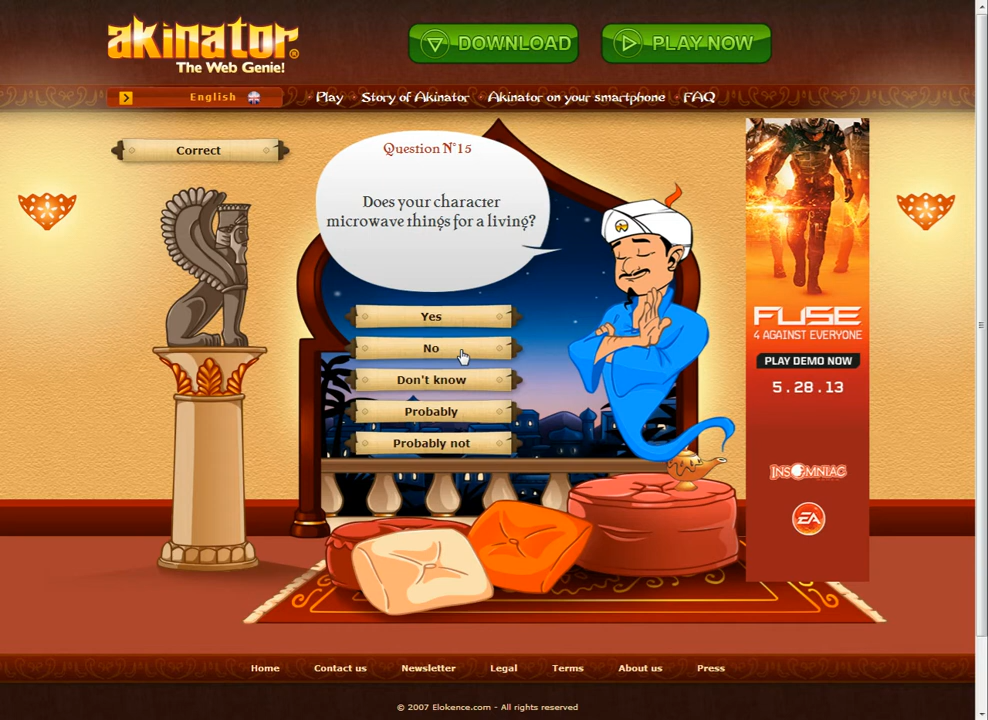 akinator®
The Web Genie!
DOWNLOAD
PLAY NOW
English
Play
Story of Akinator
Akinator on your smartphone
FAQ
Correct
Question N°15
Does your character
microwave things for a living?
Yes
No
Don't know
Probably
Probably not
FUSE
4 AGAINST EVERYONE
PLAY DEMO NOW
5.28.13
INSOMNIAC
EA
Home
Contact us
Newsletter
Legal
Terms
About us
Press
© 2007 Elokence.com - All rights reserved